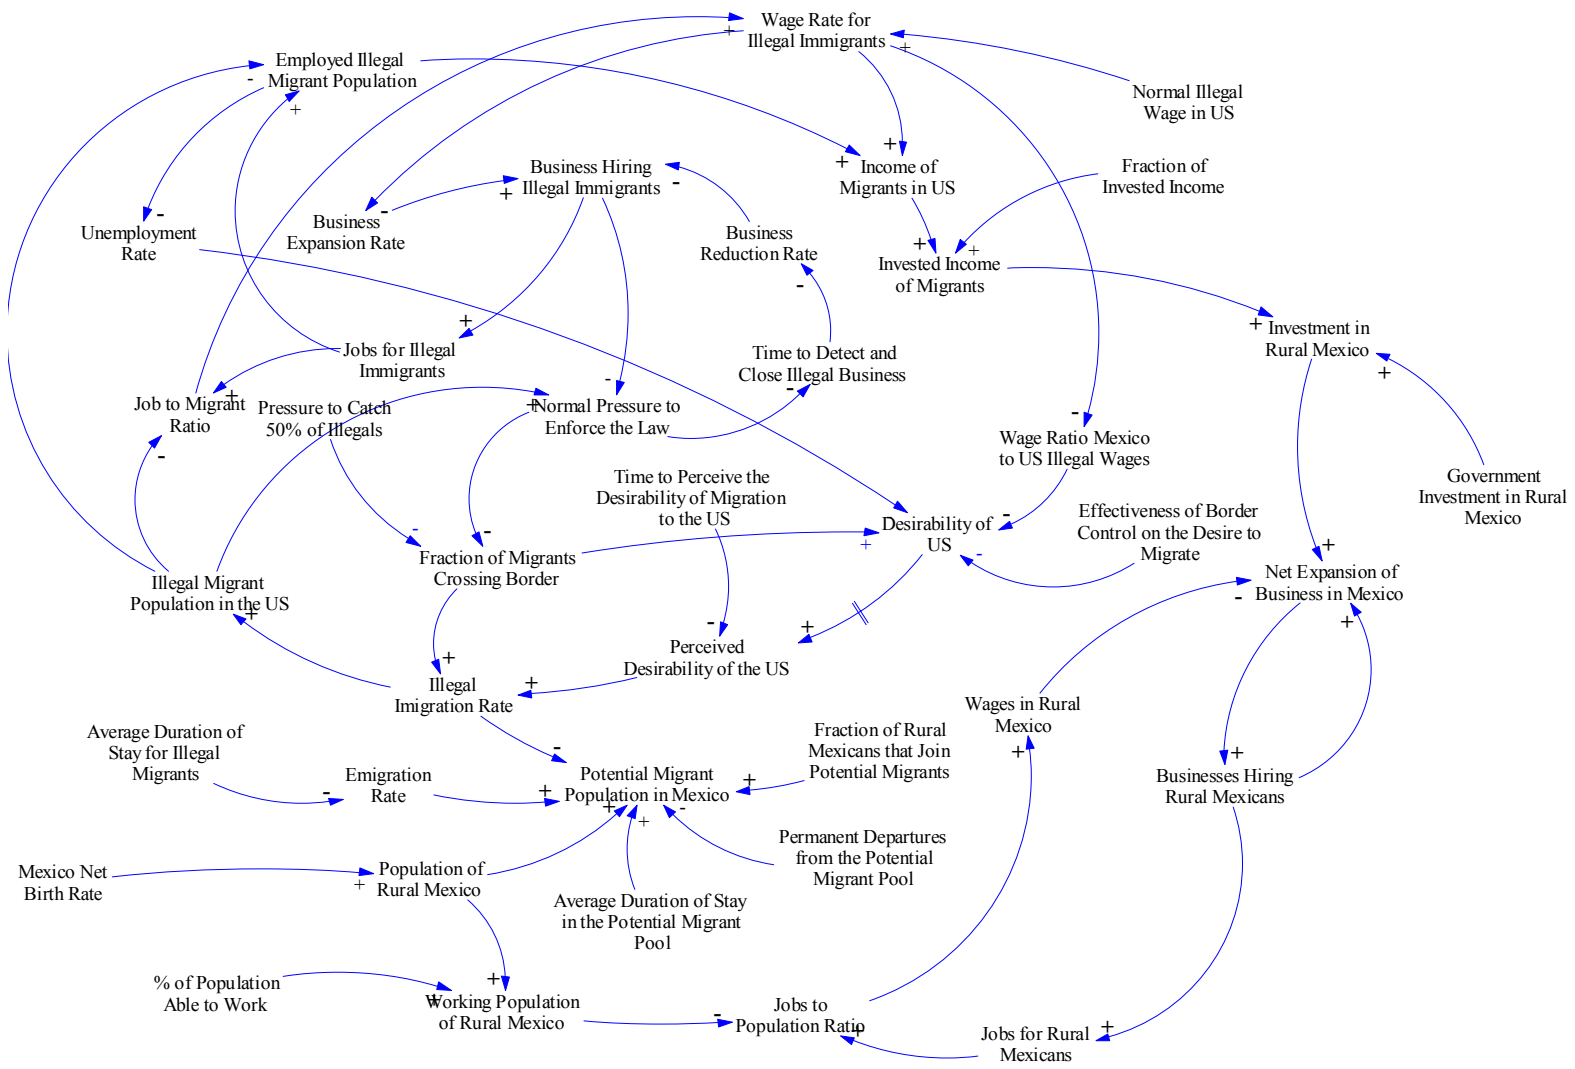 Wage Rate for
Illegal Immigrants
+
+
Employed Illegal
Migrant Population
-
+
Normal Illegal
Wage in US
Business Hiring
Illegal Immigrants
+
-
+
+
Income of
Migrants in US
Fraction of
Invested Income
-
Unemployment
Rate
-
Business
Expansion Rate
Business
Reduction Rate
-
+
+
Invested Income
of Migrants
+
Jobs for Illegal
Immigrants
Time to Detect and
Close Illegal Business
-
+
Investment in
Rural Mexico
+
+
Job to Migrant
Ratio
-
Pressure to Catch
50% of Illegals
-
+
Normal Pressure to
Enforce the Law
-
Wage Ratio Mexico
to US Illegal Wages
Time to Perceive the
Desirability of Migration
to the US
Government
Investment in Rural
Mexico
-
-
Fraction of Migrants
Crossing Border
+
-
Desirability of
US
-
Effectiveness of Border
Control on the Desire to
Migrate
+
Net Expansion of
Business in Mexico
-
+
Illegal Migrant
Population in the US
+
-
+
Perceived
Desirability of the US
+
+
Illegal
Imigration Rate
Wages in Rural
Mexico
+
Average Duration of
Stay for Illegal
Migrants
-
Emigration
Rate
+
-
Potential Migrant
Population in Mexico
+
+
-
+
Fraction of Rural
Mexicans that Join
Potential Migrants
+
Businesses Hiring
Rural Mexicans
Permanent Departures
from the Potential
Migrant Pool
Mexico Net
Birth Rate
+
Population of
Rural Mexico
Average Duration of Stay
in the Potential Migrant
Pool
% of Population
Able to Work
+
+
Working Population
of Rural Mexico
-
Jobs to
Population Ratio
+
Jobs for Rural
Mexicans
+